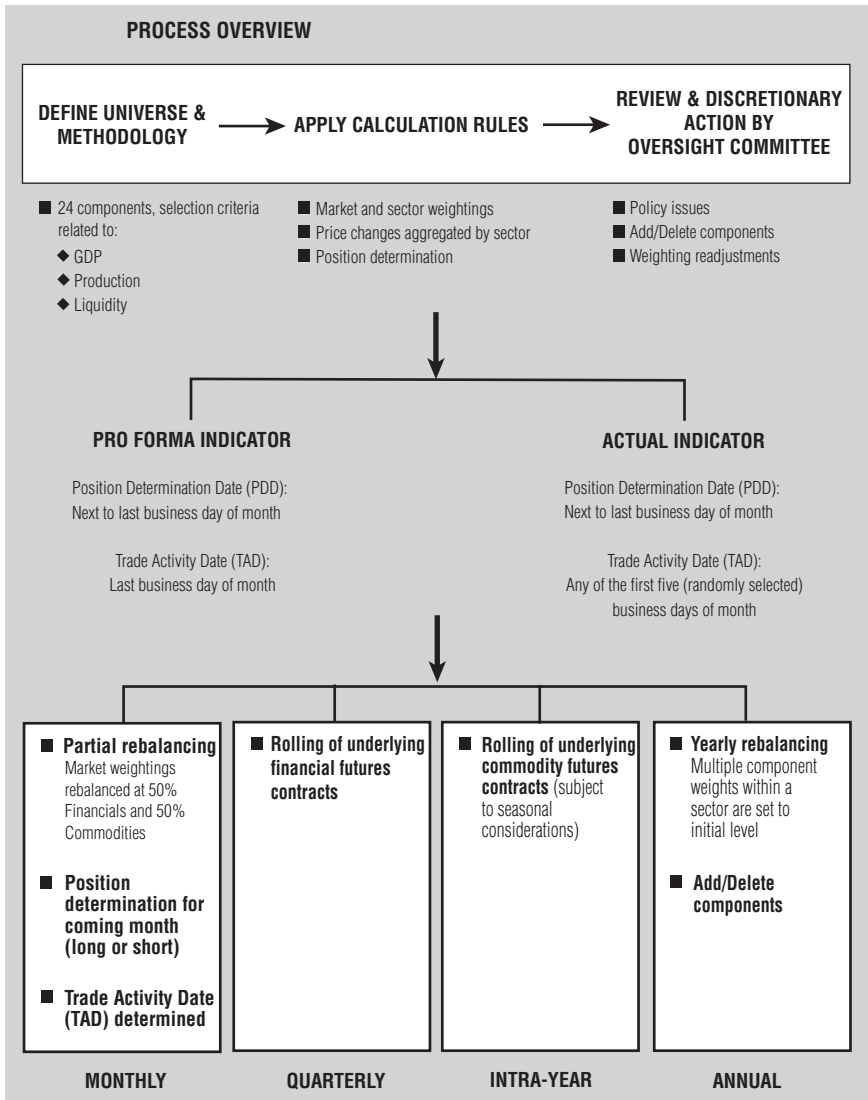 PROCESS OVERVIEW
DEFINE UNIVERSE &
METHODOLOGY
APPLY CALCULATION RULES
REVIEW & DISCRETIONARY
ACTION BY
OVERSIGHT COMMITTEE
■ 24 components, selection criteria
related to:
◆ GDP
◆ Production
◆ Liquidity
■ Market and sector weightings
■ Price changes aggregated by sector
■ Position determination
■ Policy issues
■ Add/Delete components
■ Weighting readjustments
PRO FORMA INDICATOR
Position Determination Date (PDD):
Next to last business day of month
Trade Activity Date (TAD):
Last business day of month
ACTUAL INDICATOR
Position Determination Date (PDD):
Next to last business day of month
Trade Activity Date (TAD):
Any of the first five (randomly selected)
business days of month
■ Partial rebalancing
Market weightings
rebalanced at 50%
Financials and 50%
Commodities
■ Position
determination for
coming month
(long or short)
■ Trade Activity Date
(TAD) determined
MONTHLY
■ Rolling of underlying
financial futures
contracts
QUARTERLY
■ Rolling of underlying
commodity futures
contracts (subject
to seasonal
considerations)
INTRA-YEAR
■ Yearly rebalancing
Multiple component
weights within a
sector are set to
initial level
■ Add/Delete
components
ANNUAL